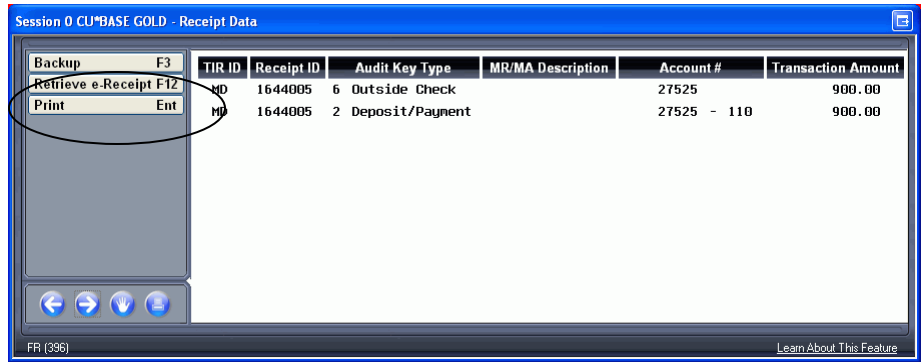 Session 0 CU*BASE GOLD - Receipt Data
Backup F3
Retrieve e-Receipt F12
Print Ent
TIR ID Receipt ID Audit Key Type MR/MA Description Account # Transaction Amount
MD 1644005 6 Outside Check 27525 900.00
MD 1644005 2 Deposit/Payment 27525 - 110 900.00
FR (396) Learn About This Feature